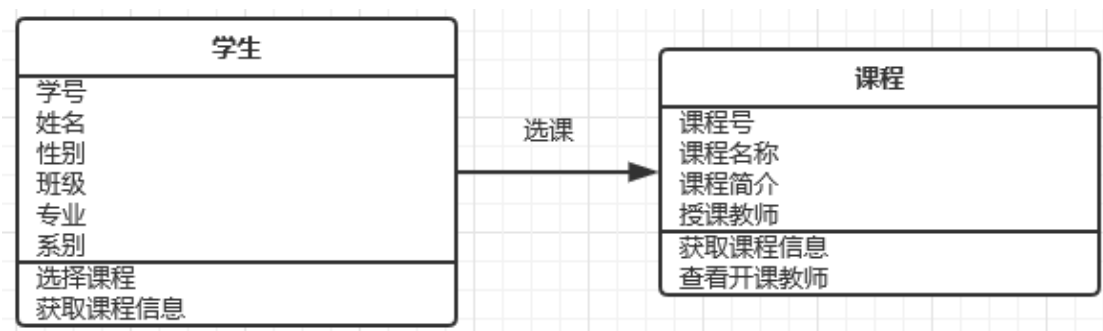 学生
学号
姓名
性别
班级
专业
系别
选择课程
获取课程信息
选课
课程
课程号
课程名称
课程简介
授课教师
获取课程信息
查看开课教师